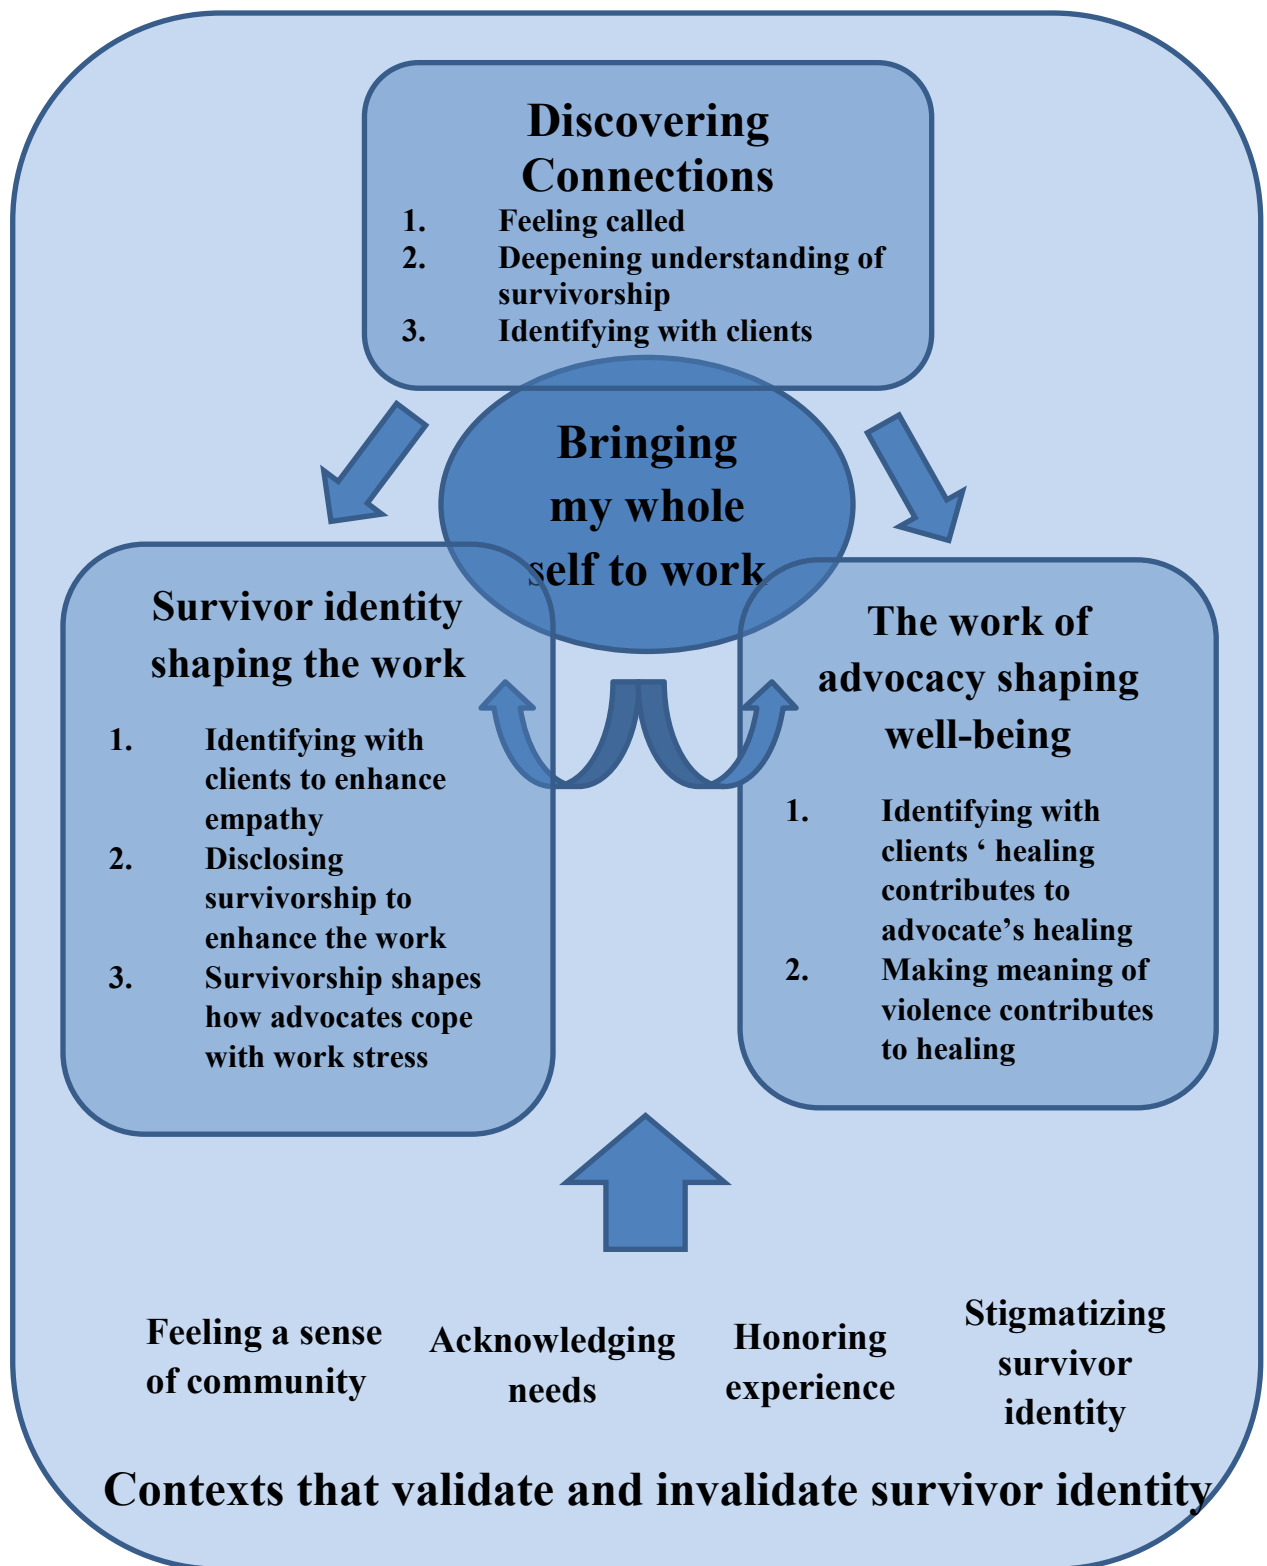 Discovering
Connections
1. Feeling called
2. Deepening understanding of
survivorship
3. Identifying with clients
Bringing
my whole
self to work
Survivor identity
shaping the work
1. Identifying with
clients to enhance
empathy
2. Disclosing
survivorship to
enhance the work
3. Survivorship shapes
how advocates cope
with work stress
The work of
advocacy shaping
well-being
1. Identifying with
clients ‘ healing
contributes to
advocate’s healing
2. Making meaning of
violence contributes
to healing
Feeling a sense
of community
Acknowledging
needs
Honoring
experience
Stigmatizing
survivor
identity
Contexts that validate and invalidate survivor identity